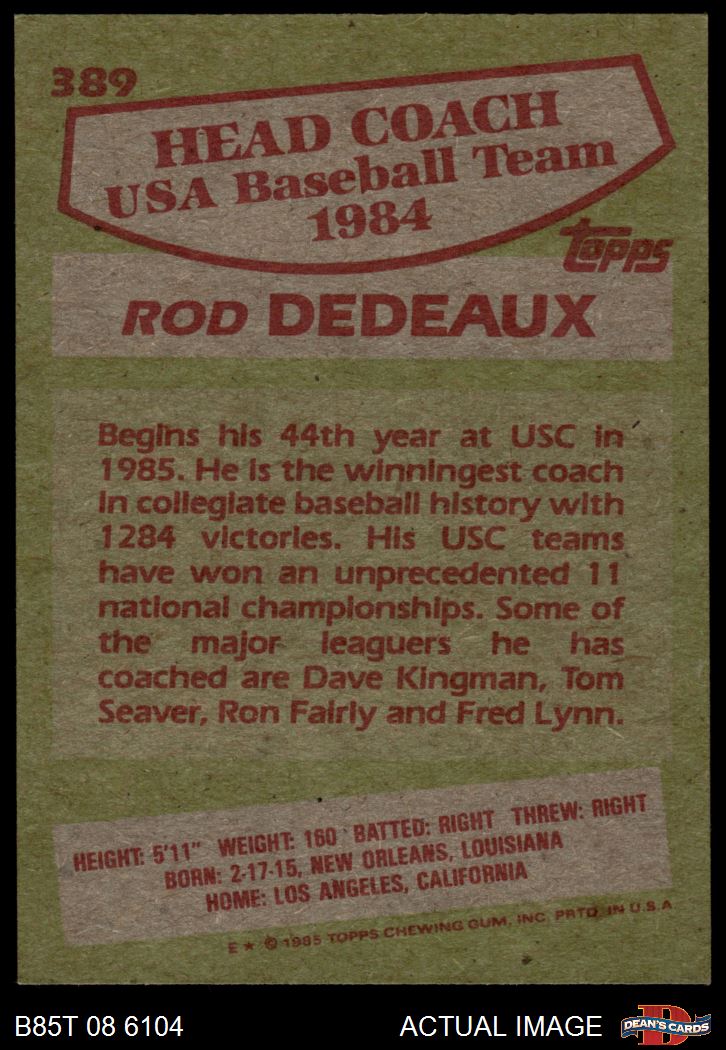 389
HEAD COACH
USA Baseball Team
1984
topps
ROD DEDEAUX
Begins his 44th year at USC in
1985. He is the winningest coach
in collegiate baseball history with
1284 victories. His USC teams
have won an unprecedented 11
national championships. Some of
the major leaguers he has
coached are Dave Kingman, Tom
Seaver, Ron Fairly and Fred Lynn.
HEIGHT: 5'11" WEIGHT: 160 BATTED: RIGHT THREW: RIGHT
BORN: 2-17-15, NEW ORLEANS, LOUISIANA
HOME: LOS ANGELES, CALIFORNIA
E ★ © 1985 TOPPS CHEWING GUM, INC. PRTD. IN U.S.A
B85T 08 6104 ACTUAL IMAGE
D
DEAN'S CARDS